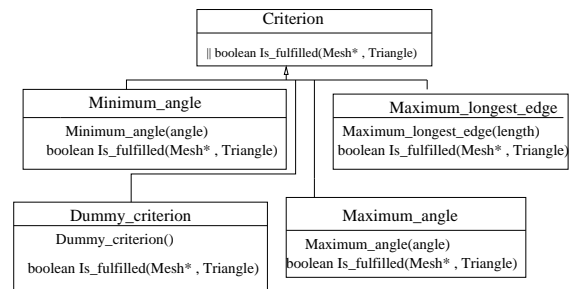 Criterion
|| boolean Is_fulfilled(Mesh* , Triangle)
Minimum_angle
Minimum_angle(angle)
boolean Is_fulfilled(Mesh* , Triangle)
Maximum_longest_edge
Maximum_longest_edge(length)
boolean Is_fulfilled(Mesh* , Triangle)
Dummy_criterion
Dummy_criterion()
boolean Is_fulfilled(Mesh* , Triangle)
Maximum_angle
Maximum_angle(angle)
boolean Is_fulfilled(Mesh* , Triangle)